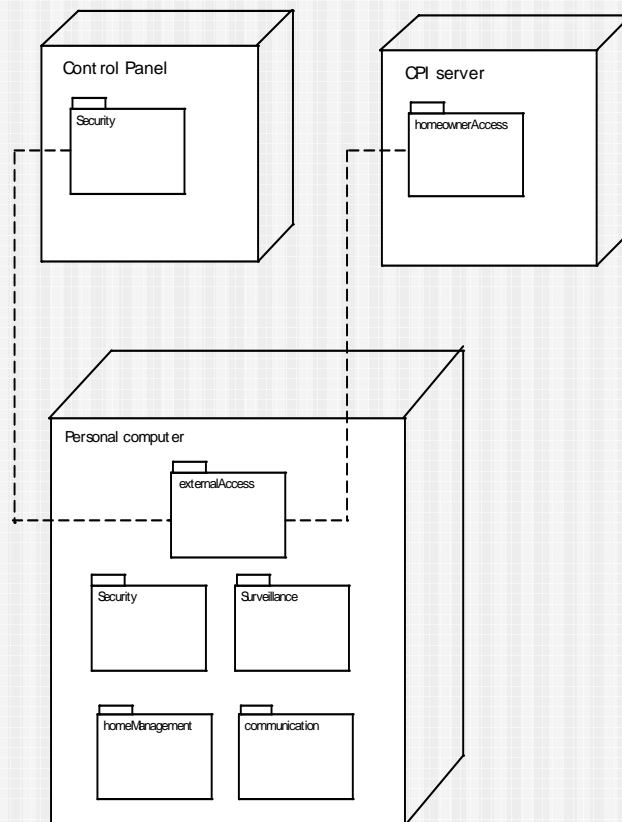 Control Panel
Security
CPI server
homeownerAccess
Personal computer
externalAccess
Security
Surveillance
homeManagement
communication